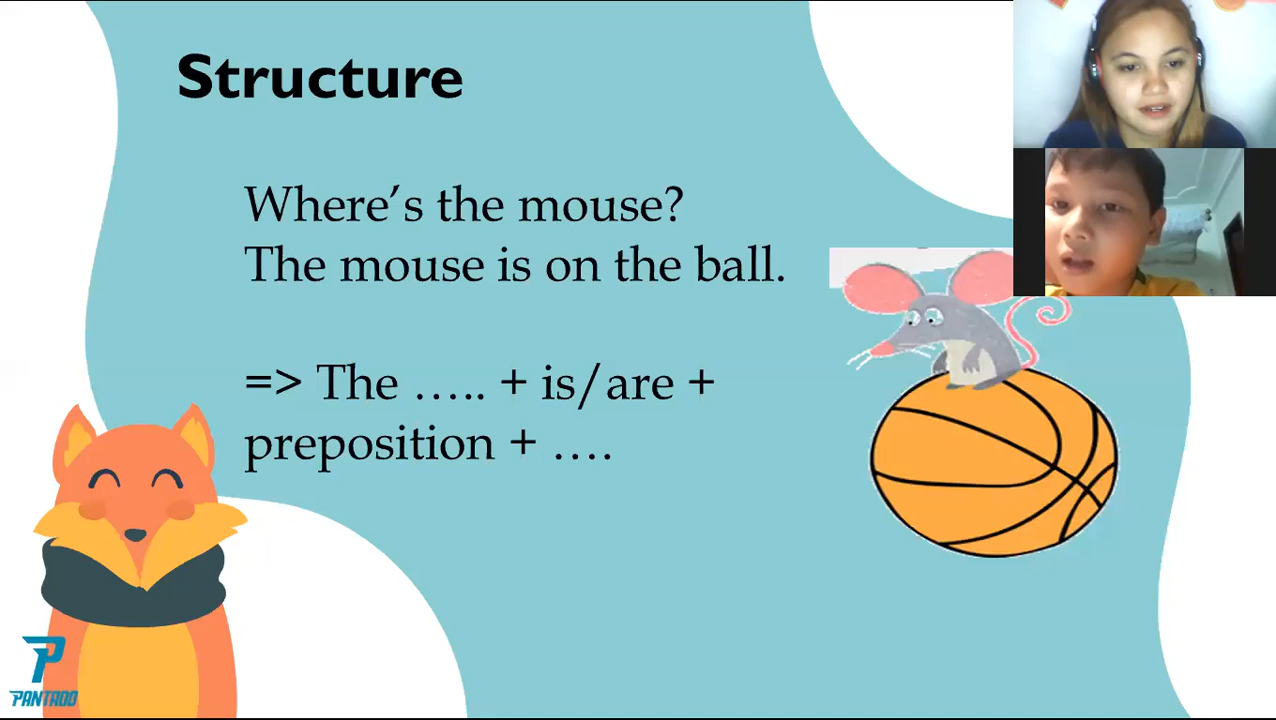 Structure
Where's the mouse?
The mouse is on the ball.
=> The ..... + is/are +
preposition + ....
PANTADO